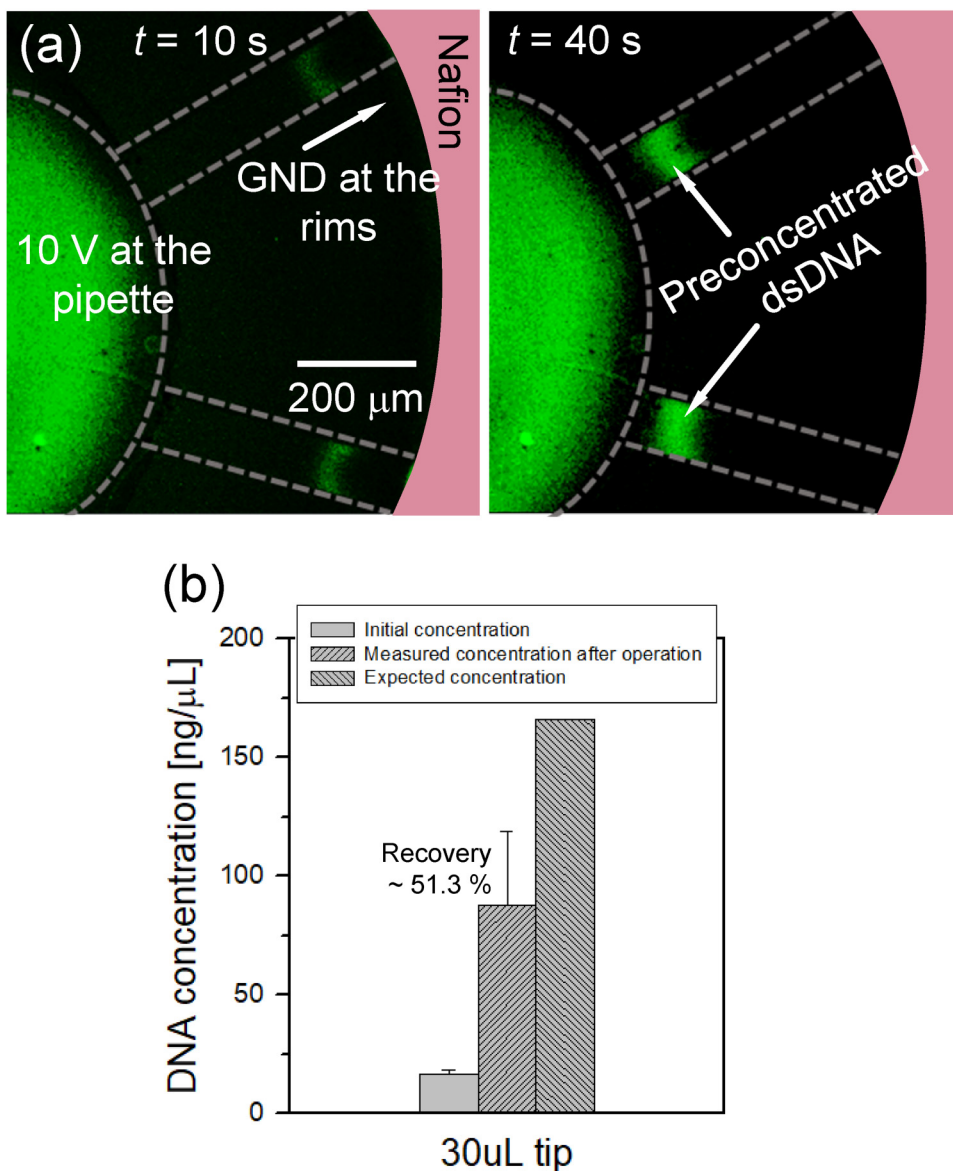 (a)
t = 10 s
Nafion
GND at the
rims
10 V at the
pipette
200 μm
t = 40 s
Preconcentrated
dsDNA
(b)
Initial concentration
Measured concentration after operation
Expected concentration
DNA concentration [ng/μL]
200
150
100
50
0
Recovery
~ 51.3 %
30uL tip